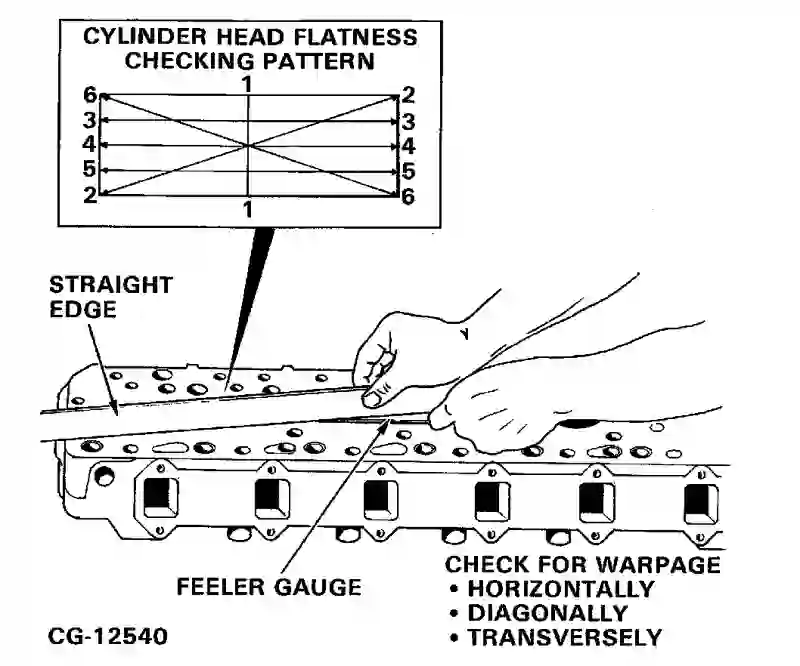 CYLINDER HEAD FLATNESS
CHECKING PATTERN
1
6 2
3 3
4 4
5 5
2 6
1
STRAIGHT
EDGE
FEELER GAUGE
CHECK FOR WARPAGE
• HORIZONTALLY
• DIAGONALLY
• TRANSVERSELY
CG-12540